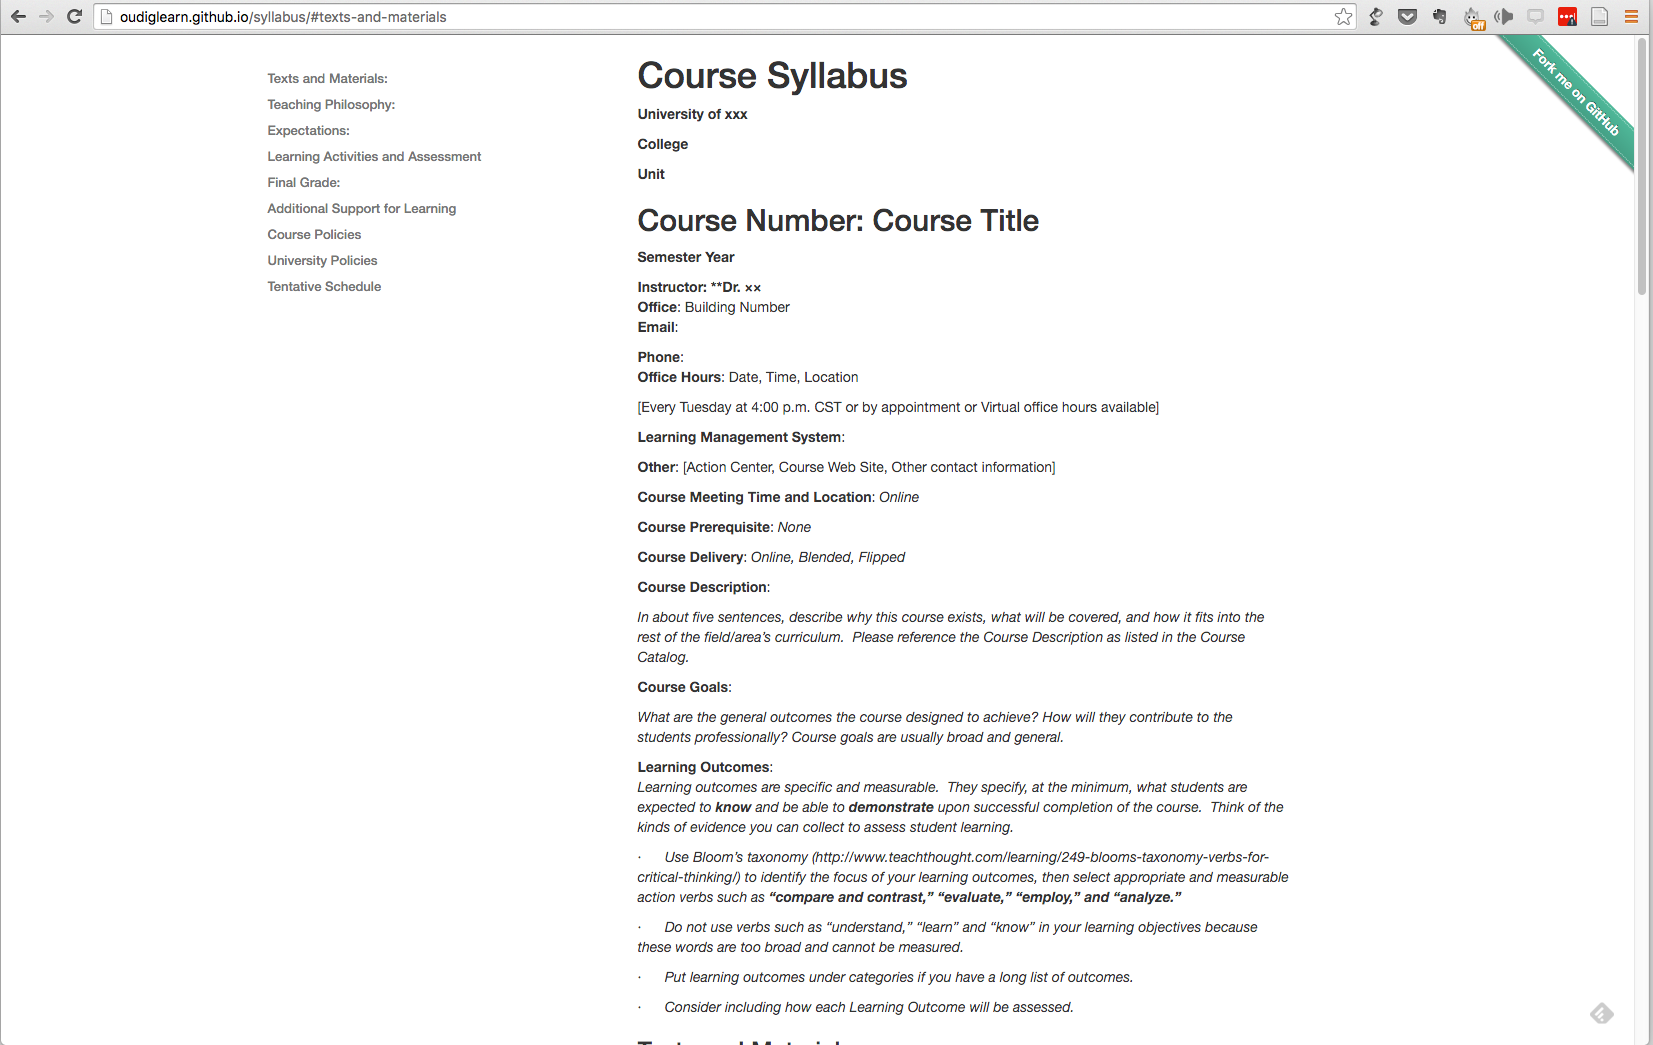 oudiglearn.github.io/syllabus/#texts-and-materials
off
Fork me on GitHub
Texts and Materials:
Teaching Philosophy:
Expectations:
Learning Activities and Assessment
Final Grade:
Additional Support for Learning
Course Policies
University Policies
Tentative Schedule
Course Syllabus
University of xxx
College
Unit
Course Number: Course Title
Semester Year
Instructor: **Dr. ××
Office: Building Number
Email:
Phone:
Office Hours: Date, Time, Location
[Every Tuesday at 4:00 p.m. CST or by appointment or Virtual office hours available]
Learning Management System:
Other: [Action Center, Course Web Site, Other contact information]
Course Meeting Time and Location: Online
Course Prerequisite: None
Course Delivery: Online, Blended, Flipped
Course Description:
In about five sentences, describe why this course exists, what will be covered, and how it fits into the
rest of the field/area’s curriculum.  Please reference the Course Description as listed in the Course
Catalog.
Course Goals:
What are the general outcomes the course designed to achieve? How will they contribute to the
students professionally? Course goals are usually broad and general.
Learning Outcomes:
Learning outcomes are specific and measurable.  They specify, at the minimum, what students are
expected to know and be able to demonstrate upon successful completion of the course.  Think of the
kinds of evidence you can collect to assess student learning.
· Use Bloom’s taxonomy (http://www.teachthought.com/learning/249-blooms-taxonomy-verbs-for-
critical-thinking/) to identify the focus of your learning outcomes, then select appropriate and measurable
action verbs such as “compare and contrast,” “evaluate,” “employ,” and “analyze.”
· Do not use verbs such as “understand,” “learn” and “know” in your learning objectives because
these words are too broad and cannot be measured.
· Put learning outcomes under categories if you have a long list of outcomes.
· Consider including how each Learning Outcome will be assessed.